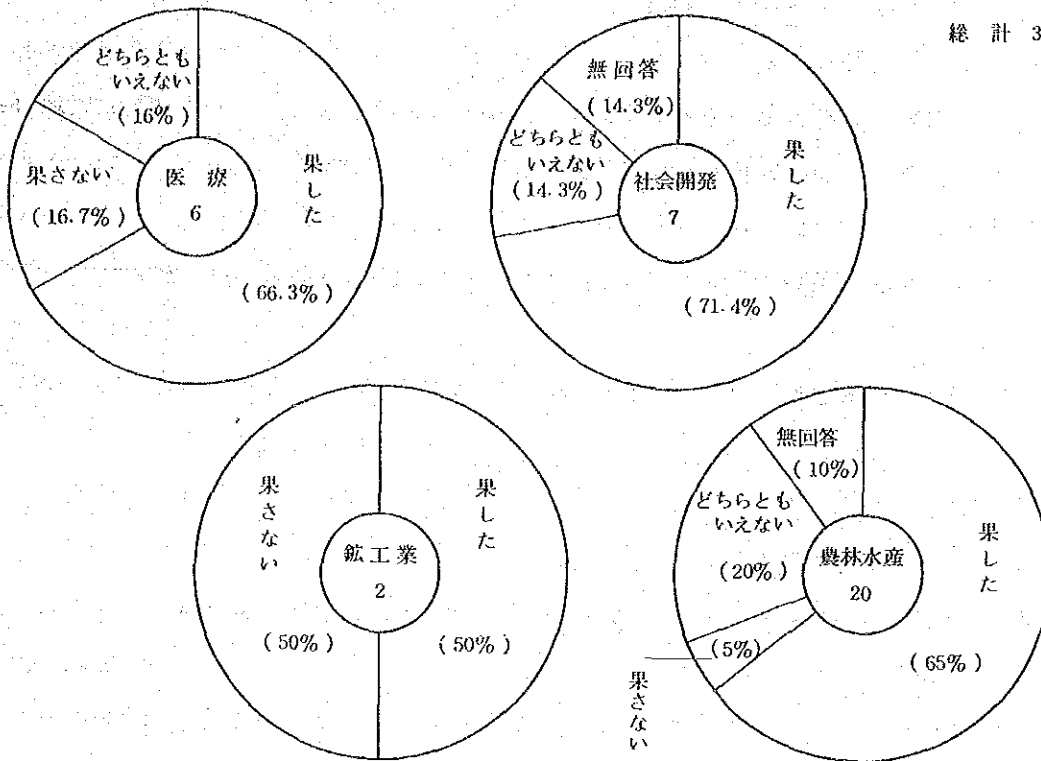 総計 3
どちらとも
いえない
(16%)
果さない
(16.7%)
医療
6
果した
(66.3%)
無回答
(14.3%)
どちらとも
いえない
(14.3%)
社会開発
7
果した
(71.4%)
果さない
(50%)
鉱工業
2
果した
(50%)
無回答
(10%)
どちらとも
いえない
(20%)
(5%)
果さない
農林水産
20
果した
(65%)